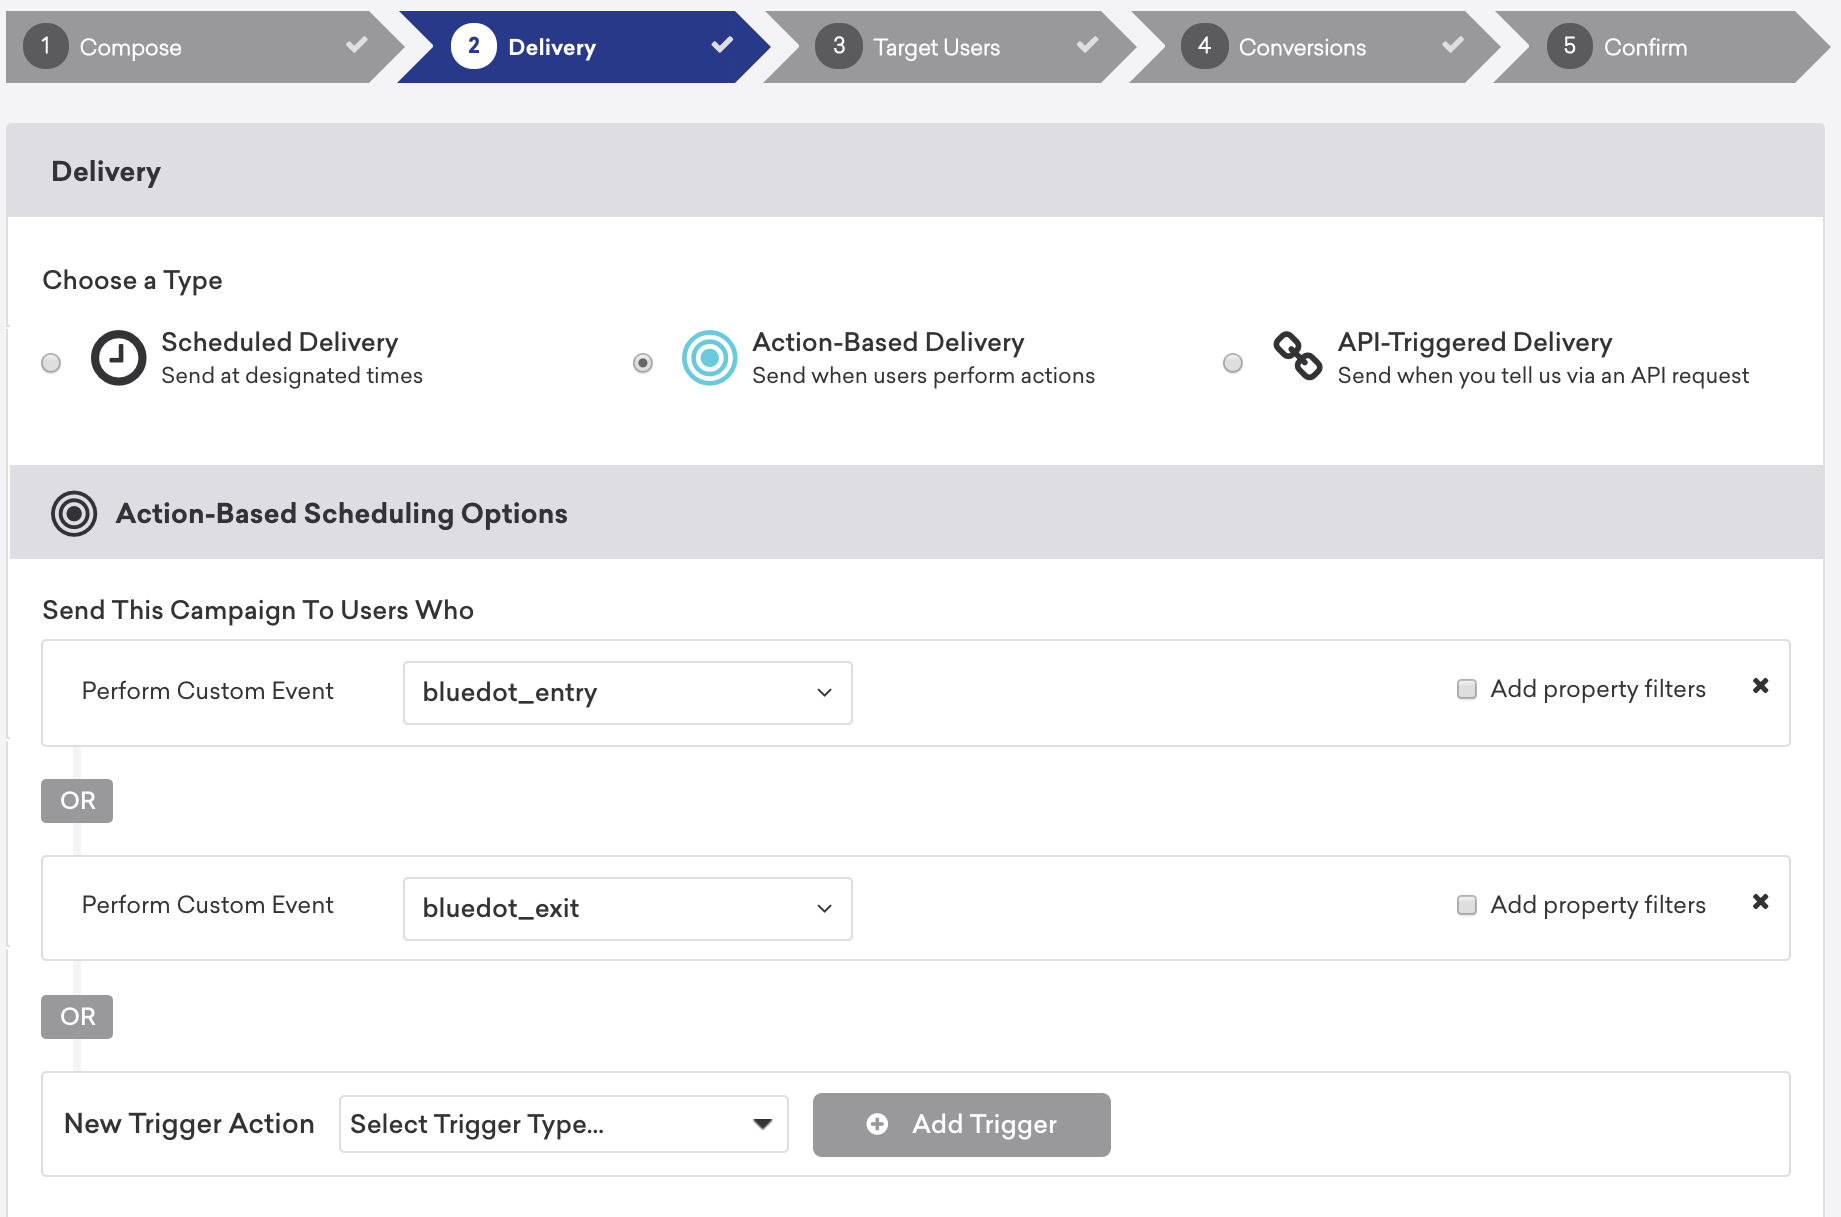 1 Compose
2 Delivery
3 Target Users
4 Conversions
5 Confirm
Delivery
Choose a Type
Scheduled Delivery
Send at designated times
Action-Based Delivery
Send when users perform actions
API-Triggered Delivery
Send when you tell us via an API request
Action-Based Scheduling Options
Send This Campaign To Users Who
Perform Custom Event bluedot_entry Add property filters
OR
Perform Custom Event bluedot_exit Add property filters
OR
New Trigger Action Select Trigger Type... Add Trigger